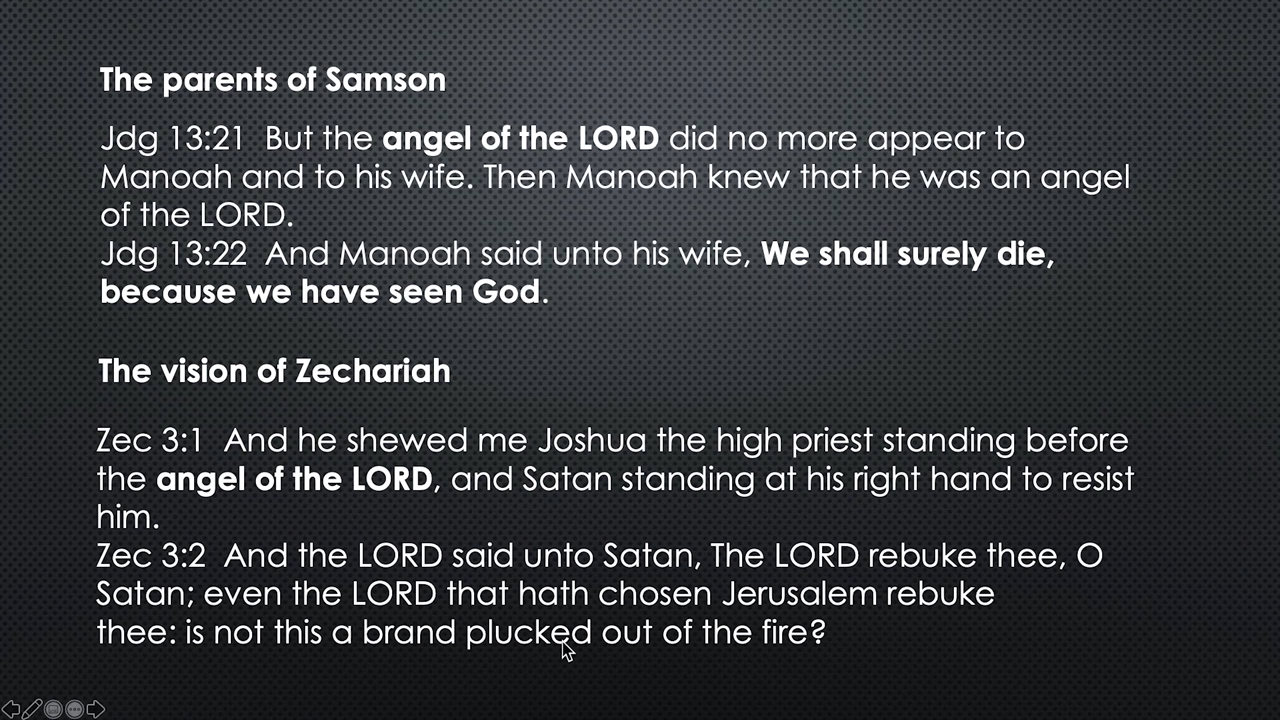 The parents of Samson
Jdg 13:21  But the angel of the LORD did no more appear to
Manoah and to his wife. Then Manoah knew that he was an angel
of the LORD.
Jdg 13:22  And Manoah said unto his wife, We shall surely die,
because we have seen God.
The vision of Zechariah
Zec 3:1  And he shewed me Joshua the high priest standing before
the angel of the LORD, and Satan standing at his right hand to resist
him.
Zec 3:2  And the LORD said unto Satan, The LORD rebuke thee, O
Satan; even the LORD that hath chosen Jerusalem rebuke
thee: is not this a brand plucked out of the fire?